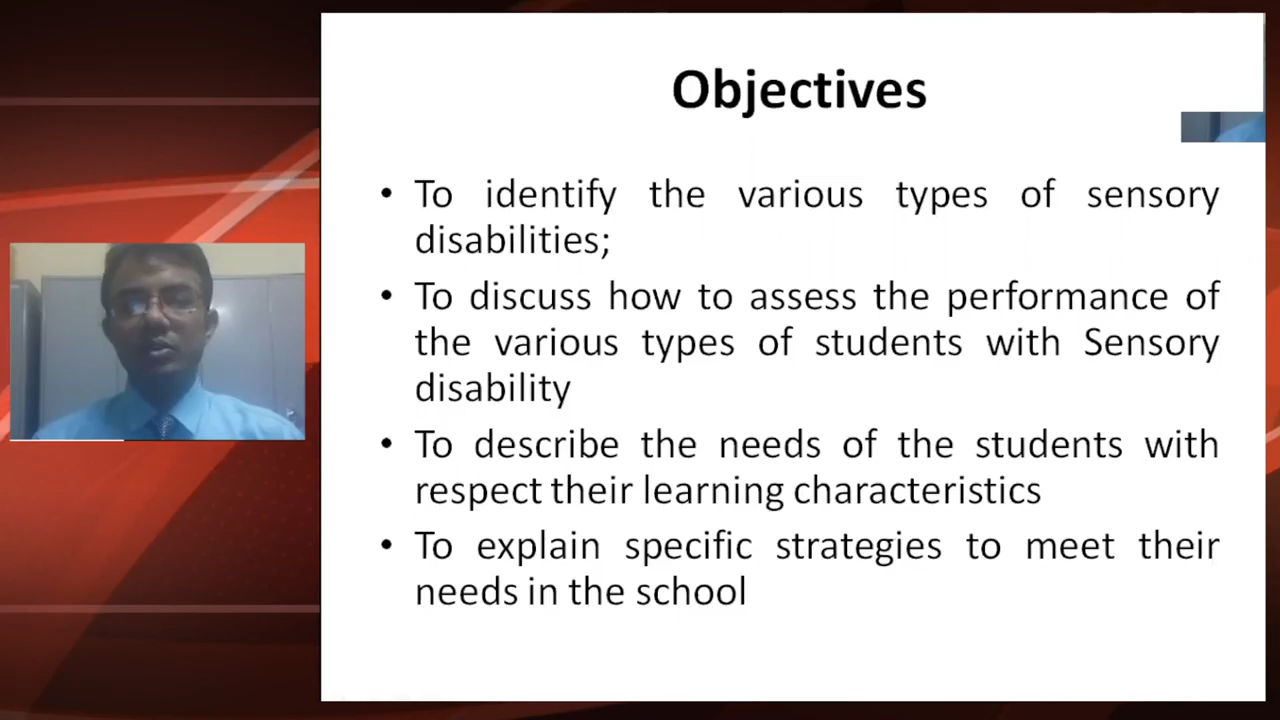 Objectives
• To identify the various types of sensory
disabilities;
• To discuss how to assess the performance of
the various types of students with Sensory
disability
• To describe the needs of the students with
respect their learning characteristics
• To explain specific strategies to meet their
needs in the school